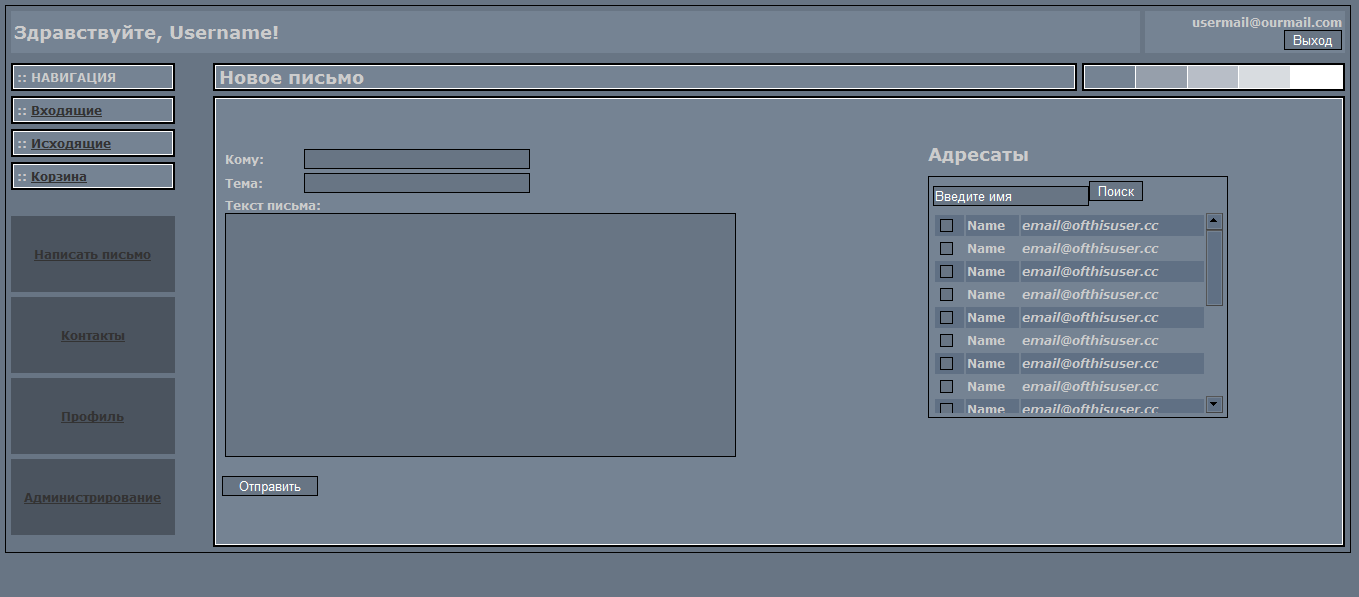 Здравствуйте, Username!
usermail@ourmail.com
Выход
:: НАВИГАЦИЯ
:: Входящие
:: Исходящие
:: Корзина
Написать письмо
Контакты
Профиль
Администрирование
Новое письмо
Кому:
Тема:
Текст письма:
Отправить
Адресаты
Введите имя Поиск
Name email@ofthisuser.cc
Name email@ofthisuser.cc
Name email@ofthisuser.cc
Name email@ofthisuser.cc
Name email@ofthisuser.cc
Name email@ofthisuser.cc
Name email@ofthisuser.cc
Name email@ofthisuser.cc
Name email@ofthisuser.cc